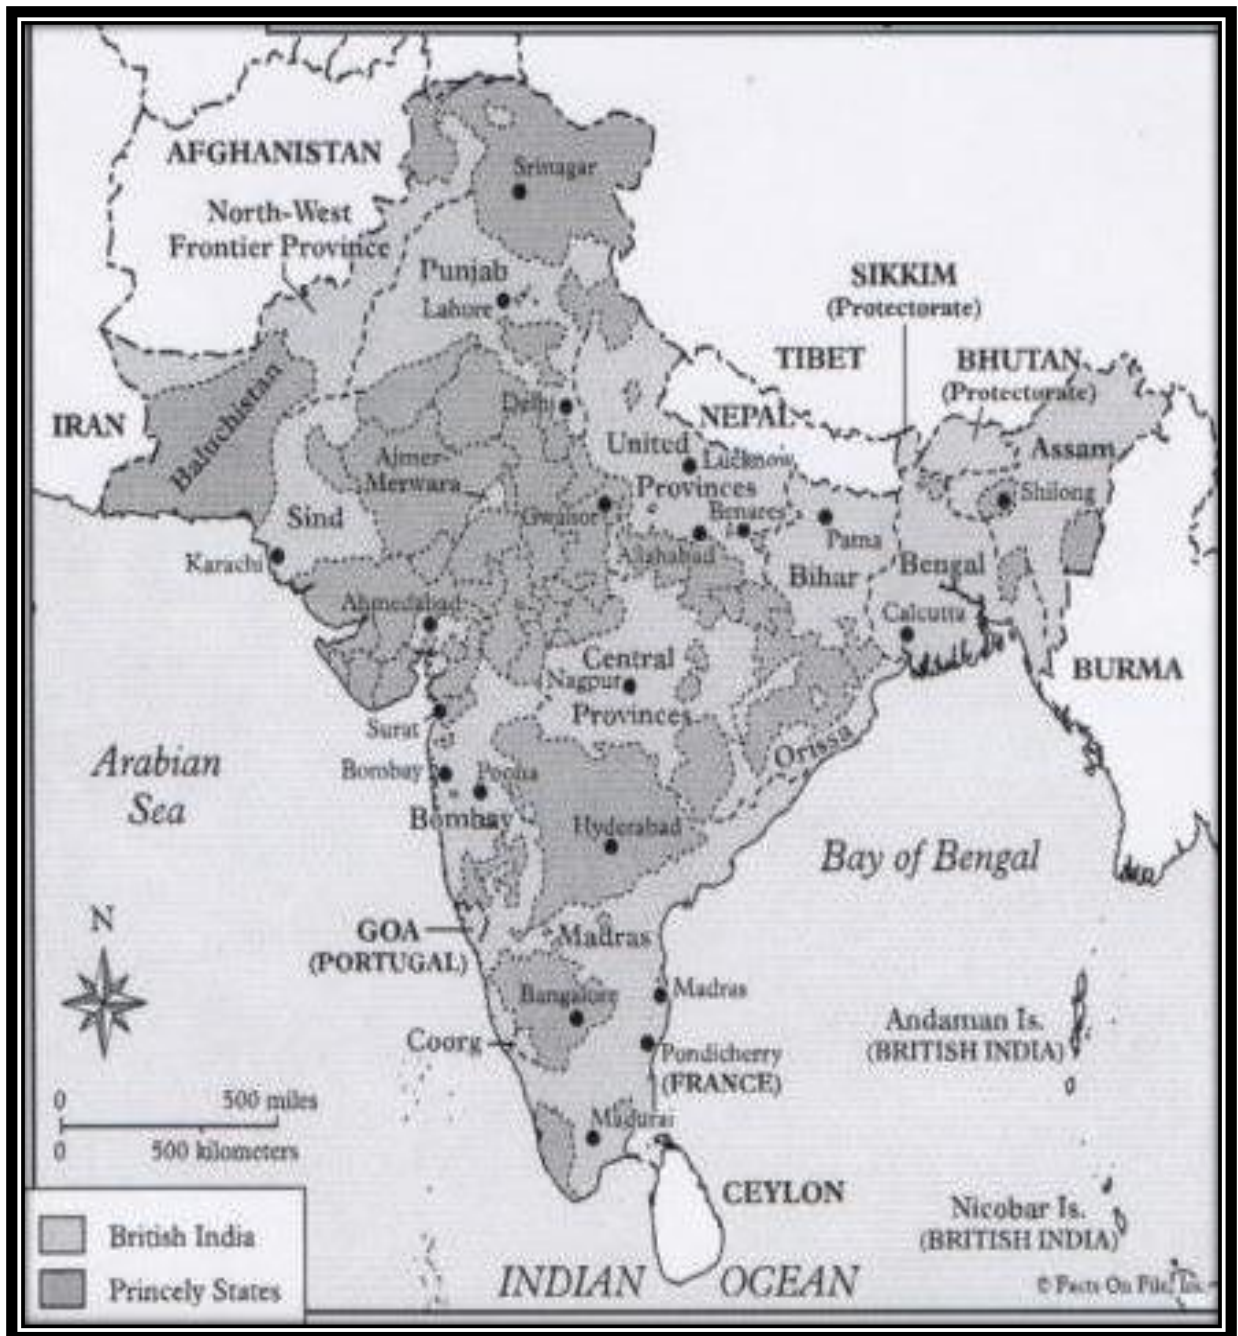 AFGHANISTAN
Srinagar
North-West
Frontier Province
Punjab
Lahore
SIKKIM
(Protectorate)
TIBET
BHUTAN
(Protectorate)
IRAN
Baluchistan
Delhi
NEPAL
United
Lucknow
Provinces
Assam
Ajmer-
Merwara
Gwalior
Benares
Shilong
Sind
Allahabad
Patna
Karachi
Bihar
Bengal
Ahmedabad
Calcutta
Central
Nagpur
Provinces
BURMA
Surat
Orissa
Arabian
Sea
Bombay
Poona
Bombay
Hyderabad
Bay of Bengal
N
GOA
(PORTUGAL)
Madras
Bangalore
Madras
Coorg
Pondicherry
(FRANCE)
Andaman Is.
(BRITISH INDIA)
0 500 miles
0 500 kilometers
Madurai
CEYLON
Nicobar Is.
(BRITISH INDIA)
British India
Princely States
INDIAN OCEAN
© Facts On File, Inc.